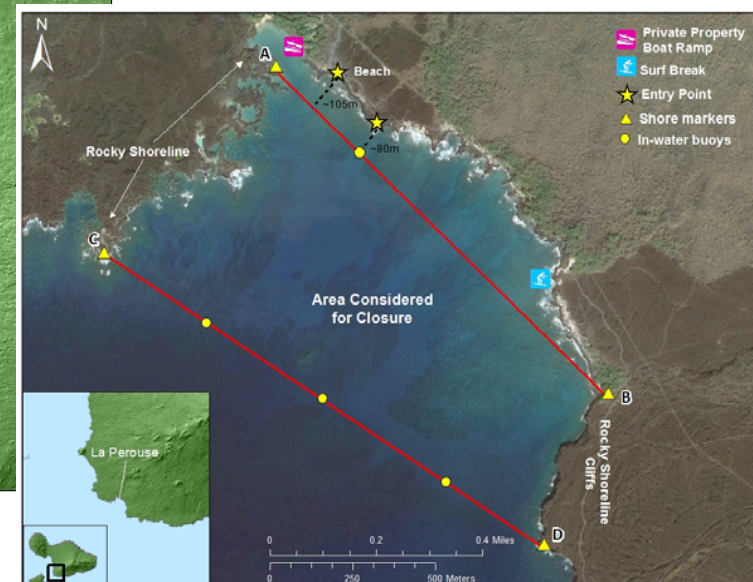 N
A
Private Property
Boat Ramp
Surf Break
Entry Point
Shore markers
In-water buoys
Beach
~105m
~80m
Rocky Shoreline
C
Area Considered
for Closure
B
Rocky Shoreline
Cliffs
La Perouse
D
0 0.2 0.4 Miles
0 250 500 Meters